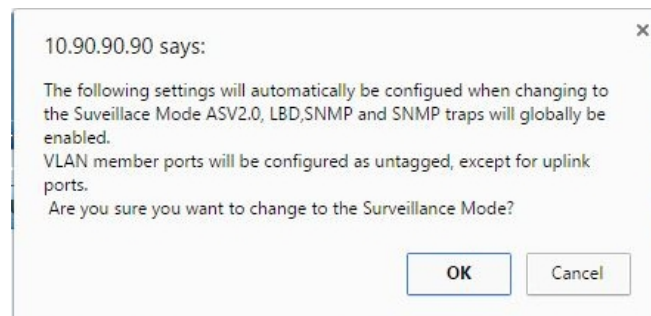 10.90.90.90 says:
The following settings will automatically be configued when changing to
the Suveillace Mode ASV2.0, LBD,SNMP and SNMP traps will globally be
enabled.
VLAN member ports will be configured as untagged, except for uplink
ports.
Are you sure you want to change to the Surveillance Mode?
OK
Cancel